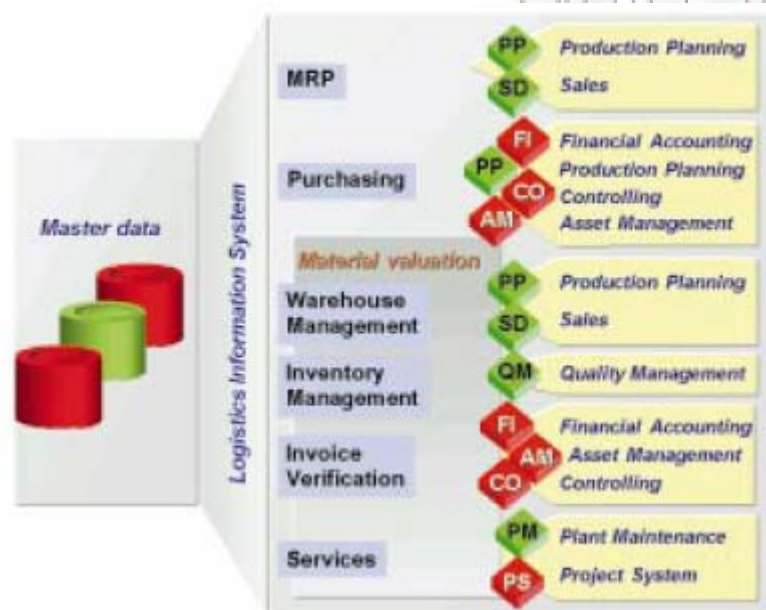 Master data
Logistics Information System
MRP
PP Production Planning
SD Sales
Purchasing
FI Financial Accounting
PP Production Planning
CO Controlling
AM Asset Management
Material valuation
Warehouse
Management
PP Production Planning
SD Sales
Inventory
Management
QM Quality Management
Invoice
Verification
FI Financial Accounting
AM Asset Management
CO Controlling
Services
PM Plant Maintenance
PS Project System